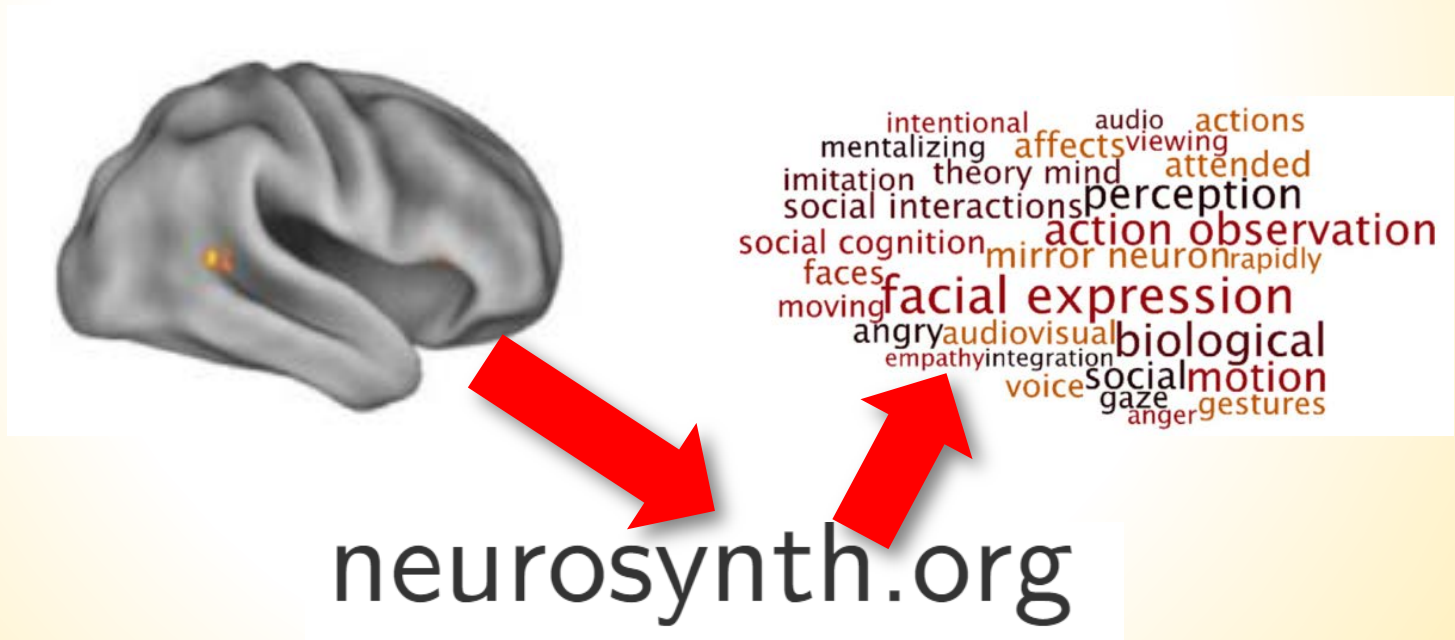 intentional audio actions
mentalizing affects viewing
imitation theory mind attended
social interactions perception
social cognition action observation
faces mirror neuron rapidly
moving facial expression
angry audiovisual biological
empathy integration
voice social motion
gaze gestures
anger
neurosynth.org